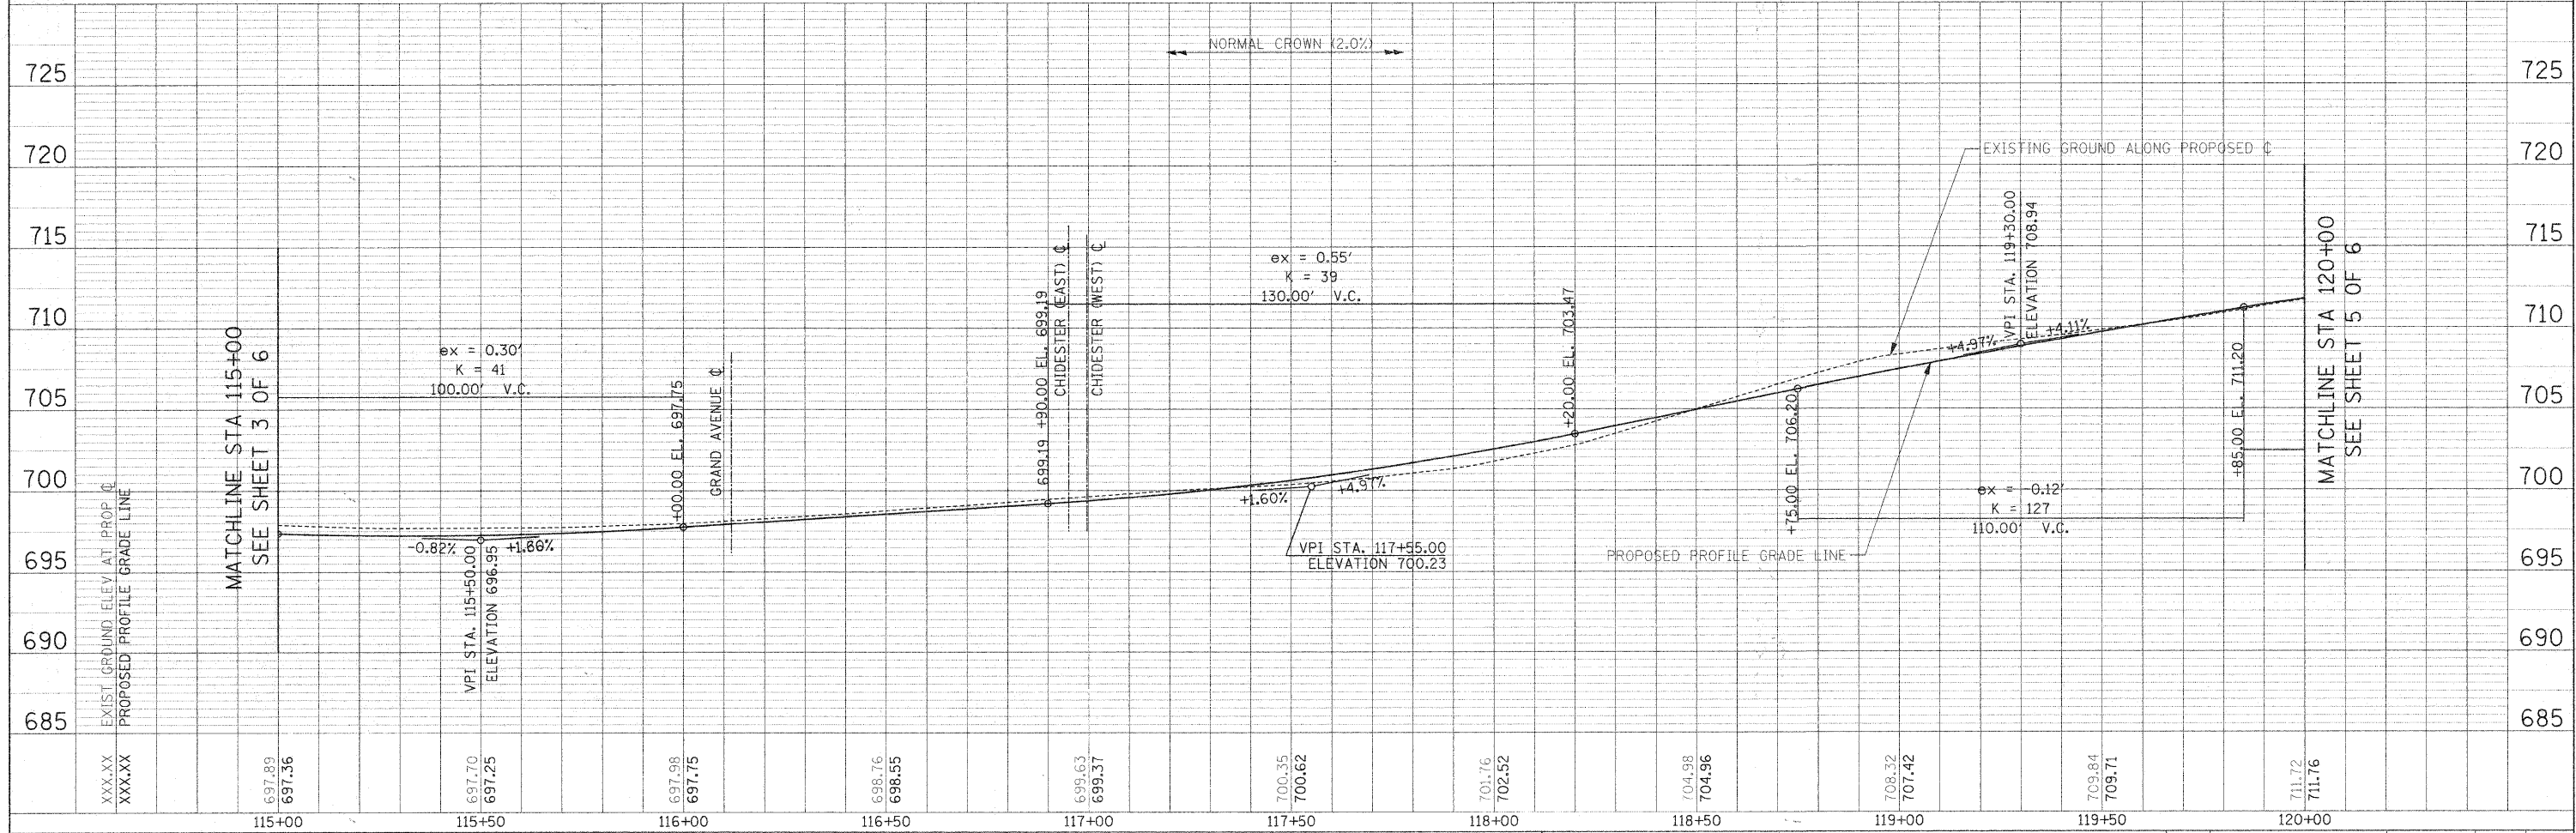 NORMAL CROWN (2.0%)
725
725
720
720
715
715
710
710
705
705
700
700
695
695
690
690
685
685
XXX.XX EXIST GROUND ELEV AT PROP ℄
XXX.XX PROPOSED PROFILE GRADE LINE
MATCHLINE STA 115+00
SEE SHEET 3 OF 6
ex = 0.30'
K = 41
100.00' V.C.
-0.82%
+1.60%
VPI STA. 115+50.00
ELEVATION 696.95
+00.00 EL. 697.75
GRAND AVENUE ℄
699.19 +90.00 EL. 699.19
CHIDESTER (EAST) ℄
CHIDESTER (WEST) ℄
ex = 0.55'
K = 39
130.00' V.C.
+1.60%
+4.97%
VPI STA. 117+55.00
ELEVATION 700.23
+20.00 EL. 703.47
EXISTING GROUND ALONG PROPOSED ℄
PROPOSED PROFILE GRADE LINE
+75.00 EL. 706.20
+4.97%
VPI STA. 119+30.00
ELEVATION 708.94
+4.11%
ex = -0.12'
K = 127
110.00' V.C.
+85.00 EL. 711.20
MATCHLINE STA 120+00
SEE SHEET 5 OF 6
697.89
697.36
697.70
697.25
697.98
697.75
698.76
698.55
699.63
699.37
700.35
700.62
701.76
702.52
704.98
704.96
708.32
707.42
709.84
709.71
711.72
711.76
115+00
115+50
116+00
116+50
117+00
117+50
118+00
118+50
119+00
119+50
120+00